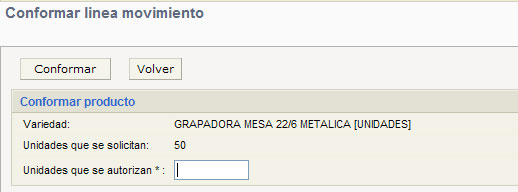 Conformar linea movimiento
Conformar Volver
Conformar producto
Variedad: GRAPADORA MESA 22/6 METALICA [UNIDADES]
Unidades que se solicitan: 50
Unidades que se autorizan * :